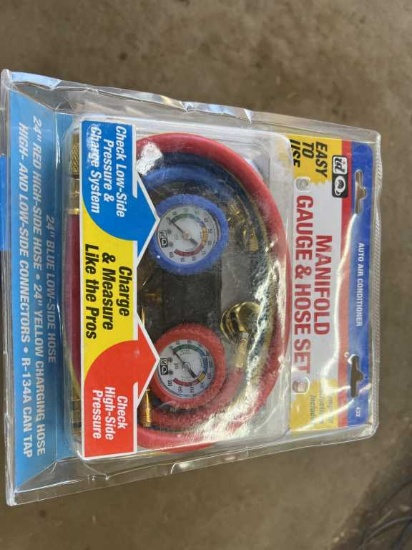 AUTO AIR CONDITIONER
MANIFOLD
GAUGE & HOSE SET
EASY
TO
USE
Check Low-Side
Pressure &
Charge System
Charge
& Measure
Like the Pros
Check
High-Side
Pressure
24" BLUE LOW-SIDE HOSE
24" RED HIGH-SIDE HOSE • 24" YELLOW CHARGING HOSE
HIGH- AND LOW-SIDE CONNECTORS • R-134A CAN TAP